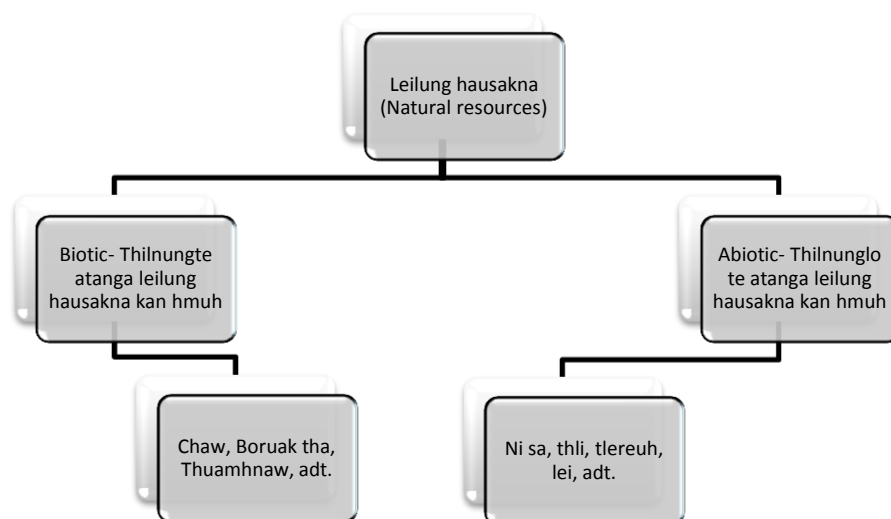 Leilung hausakna
(Natural resources)
Biotic- Thilnungte
atanga leilung
hausakna kan hmuh
Abiotic- Thilnunglo
te atanga leilung
hausakna kan hmuh
Chaw, Boruak tha,
Thuamhnaw, adt.
Ni sa, thli, tlereuh,
lei, adt.